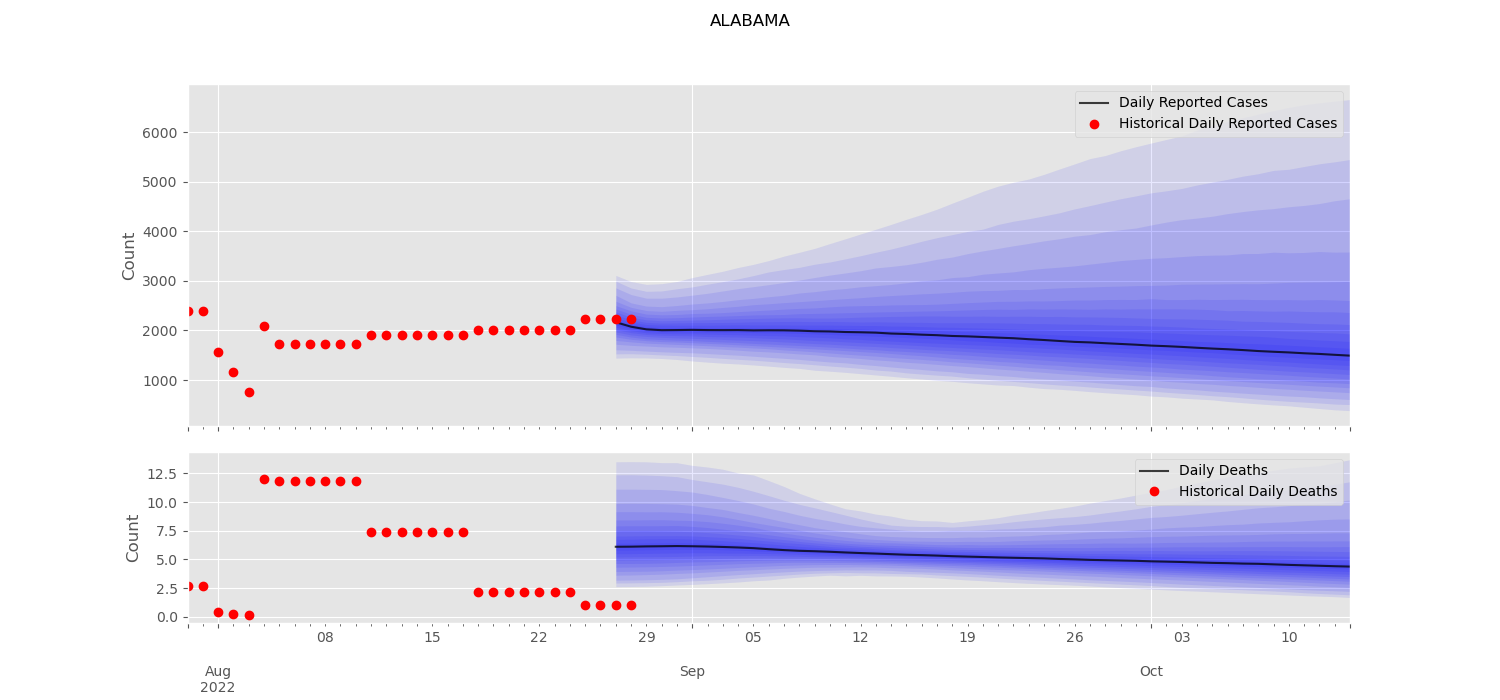 ALABAMA
Daily Reported Cases
Historical Daily Reported Cases
6000
5000
4000
3000
2000
1000
Count
Daily Deaths
Historical Daily Deaths
12.5
10.0
7.5
5.0
2.5
0.0
Count
08 15 22 29 05 12 19 26 03 10
Aug Sep Oct
2022